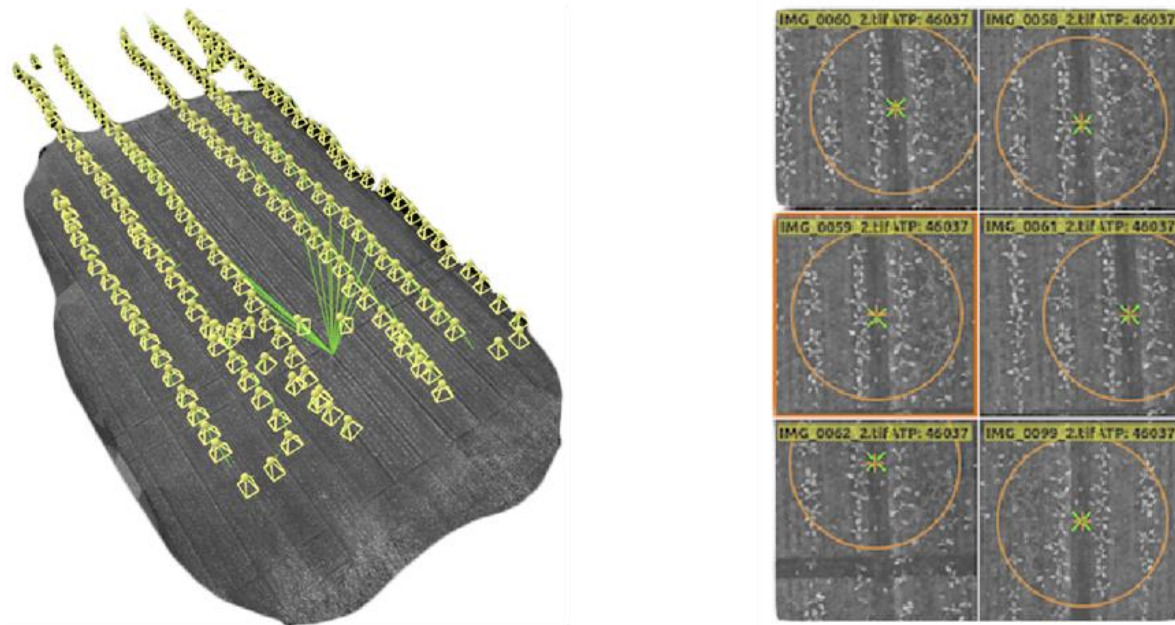 IMG_0060_2.tif ATP: 46037
IMG_0058_2.tif ATP: 46037
IMG_0059_2.tif ATP: 46037
IMG_0061_2.tif ATP: 46037
IMG_0062_2.tif ATP: 46037
IMG_0099_2.tif ATP: 46037